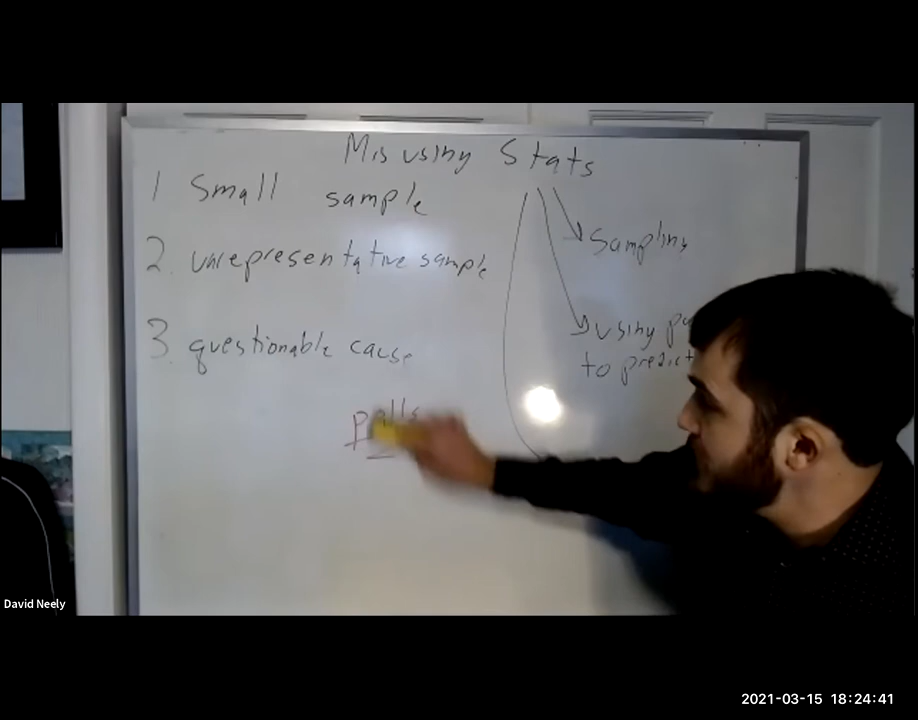 Misusing Stats
1 Small sample
2. unrepresentative sample
3. questionable cause
polls
Sampling
using
to predict
David Neely
2021-03-15 18:24:41